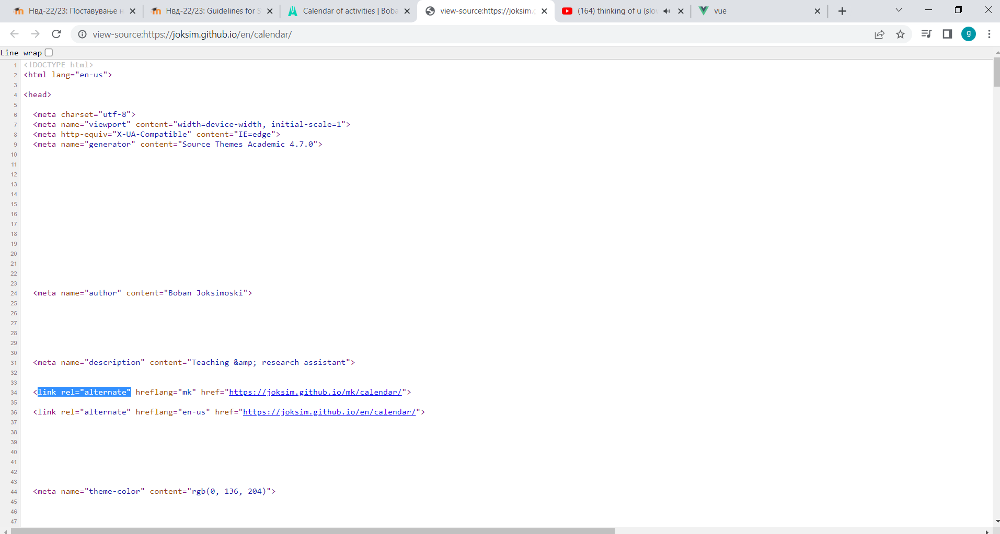 Нвд-22/23: Поставување н
Нвд-22/23: Guidelines for S
Calendar of activities | Boba
view-source:https://joksim.g
(164) thinking of u (slow
vue
view-source:https://joksim.github.io/en/calendar/
g
Line wrap
1 <!DOCTYPE html>
2 <html lang="en-us">
3
4 <head>
5
6 <meta charset="utf-8">
7 <meta name="viewport" content="width=device-width, initial-scale=1">
8 <meta http-equiv="X-UA-Compatible" content="IE=edge">
9 <meta name="generator" content="Source Themes Academic 4.7.0">
10
11
12
13
14
15
16
17
18
19
20
21
22
23
24 <meta name="author" content="Boban Joksimoski">
25
26
27
28
29
30
31 <meta name="description" content="Teaching &amp; research assistant">
32
33
34 <link rel="alternate" hreflang="mk" href="https://joksim.github.io/mk/calendar/">
35
36 <link rel="alternate" hreflang="en-us" href="https://joksim.github.io/en/calendar/">
37
38
39
40
41
42
43
44 <meta name="theme-color" content="rgb(0, 136, 204)">
45
46
47